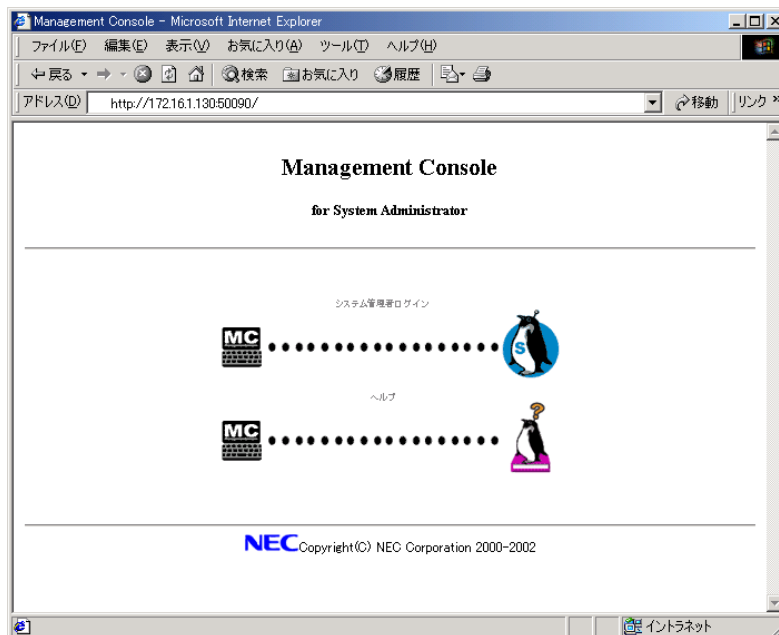 Management Console - Microsoft Internet Explorer
ファイル(F) 編集(E) 表示(V) お気に入り(A) ツール(T) ヘルプ(H)
戻る 検索 お気に入り 履歴
アドレス(D) http://172.16.1.130:50090/ 移動 リンク »
Management Console
for System Administrator
システム管理者ログイン
MC S
ヘルプ
MC ?
NEC Copyright(C) NEC Corporation 2000-2002
イントラネット